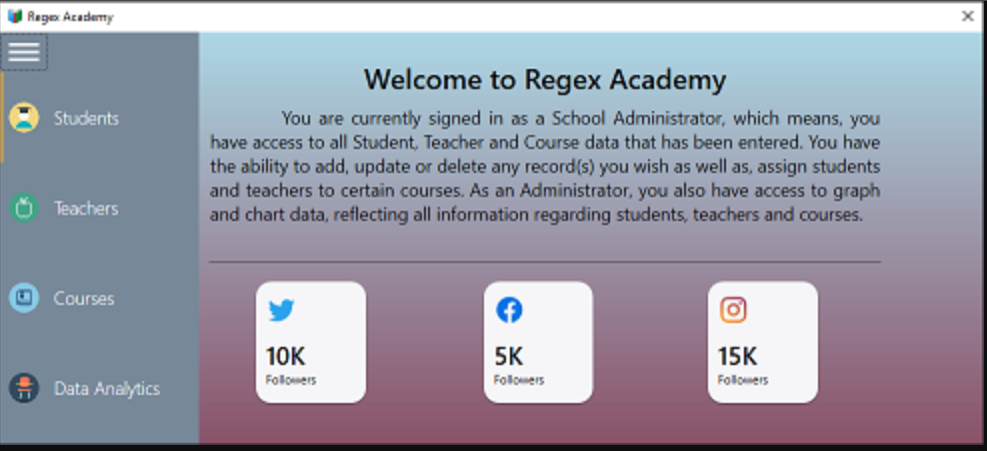 Regex Academy
Students
Teachers
Courses
Data Analytics
Welcome to Regex Academy
You are currently signed in as a School Administrator, which means, you
have access to all Student, Teacher and Course data that has been entered. You have
the ability to add, update or delete any record(s) you wish as well as, assign students
and teachers to certain courses. As an Administrator, you also have access to graph
and chart data, reflecting all information regarding students, teachers and courses.
10K
Followers
5K
Followers
15K
Followers